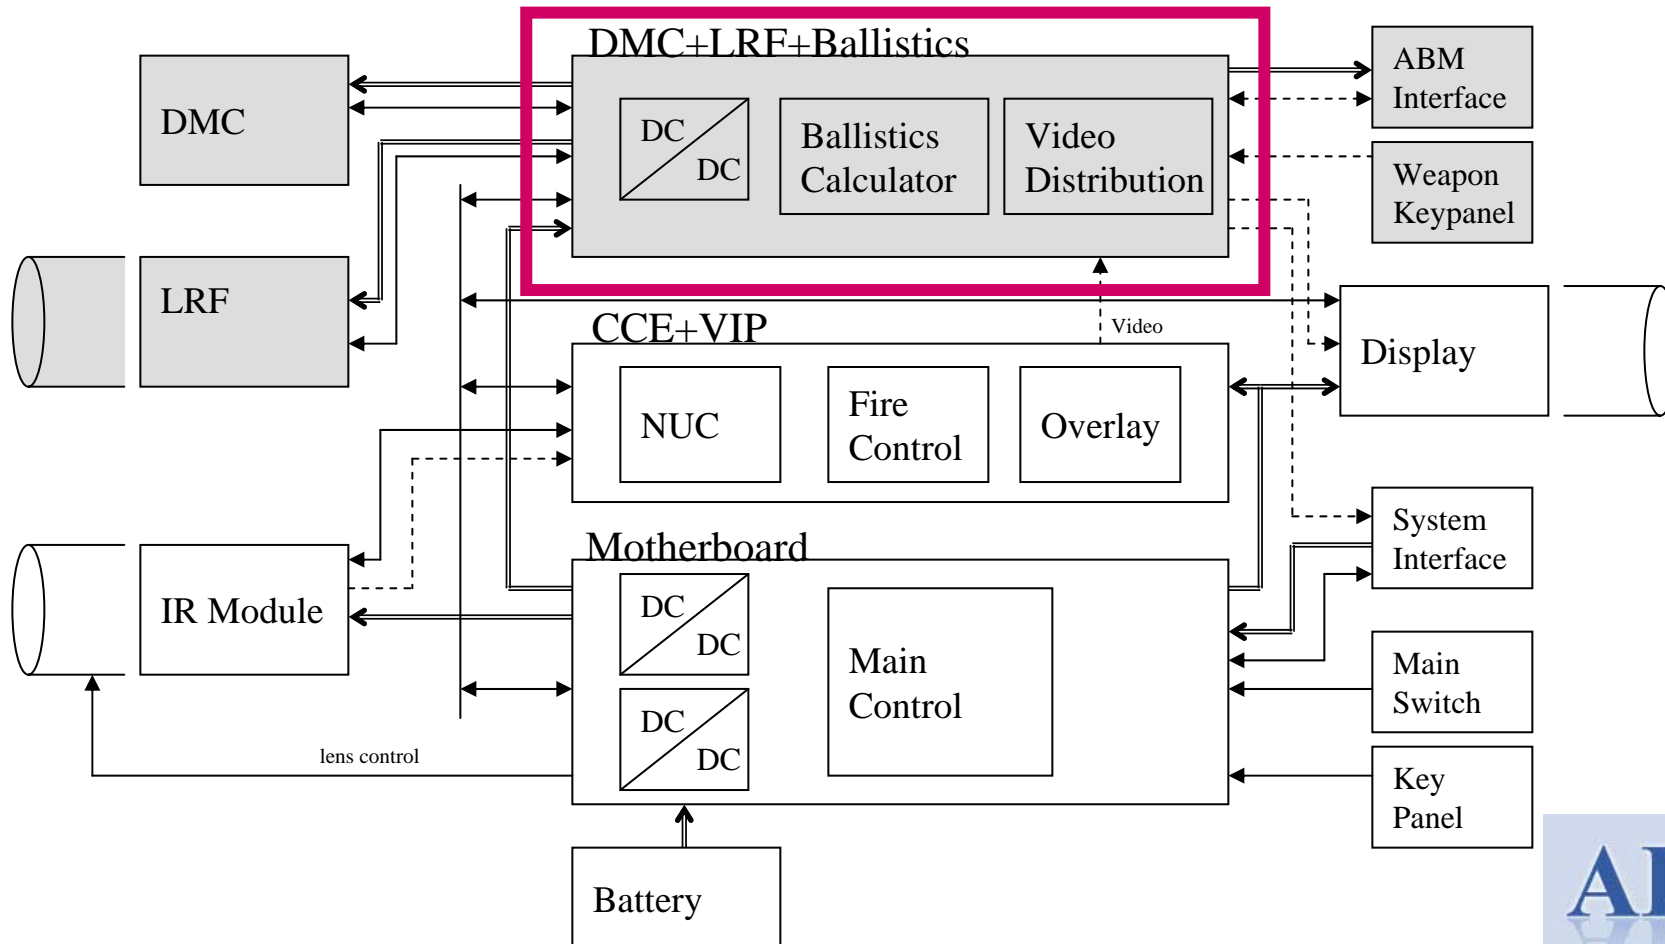 DMC+LRF+Ballistics
DMC
DC
DC
Ballistics
Calculator
Video
Distribution
ABM
Interface
Weapon
Keypanel
LRF
CCE+VIP
Video
Display
NUC
Fire
Control
Overlay
System
Interface
Motherboard
IR Module
DC
DC
Main
Control
Main
Switch
DC
DC
lens control
Key
Panel
Battery